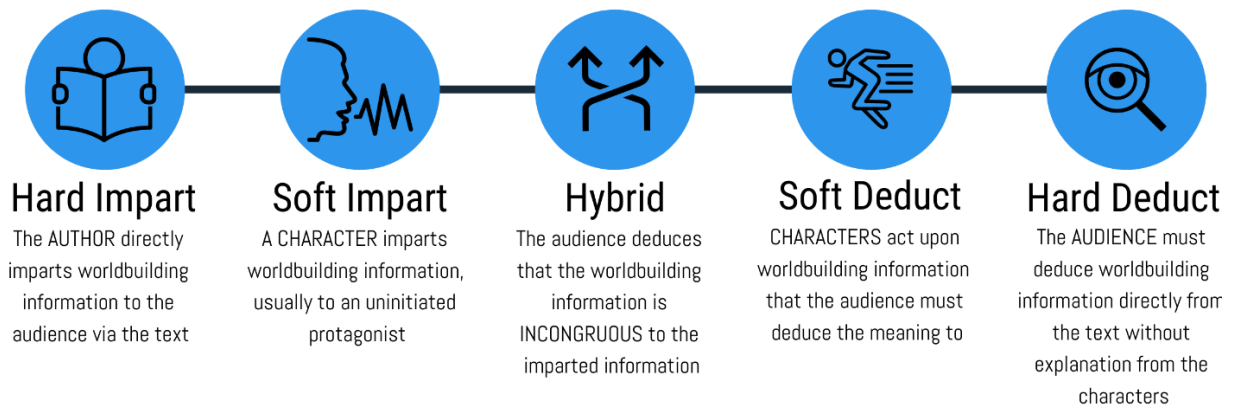 Hard Impart
The AUTHOR directly
imparts worldbuilding
information to the
audience via the text
Soft Impart
A CHARACTER imparts
worldbuilding information,
usually to an uninitiated
protagonist
Hybrid
The audience deduces
that the worldbuilding
information is
INCONGRUOUS to the
imparted information
Soft Deduct
CHARACTERS act upon
worldbuilding information
that the audience must
deduce the meaning to
Hard Deduct
The AUDIENCE must
deduce worldbuilding
information directly from
the text without
explanation from the
characters